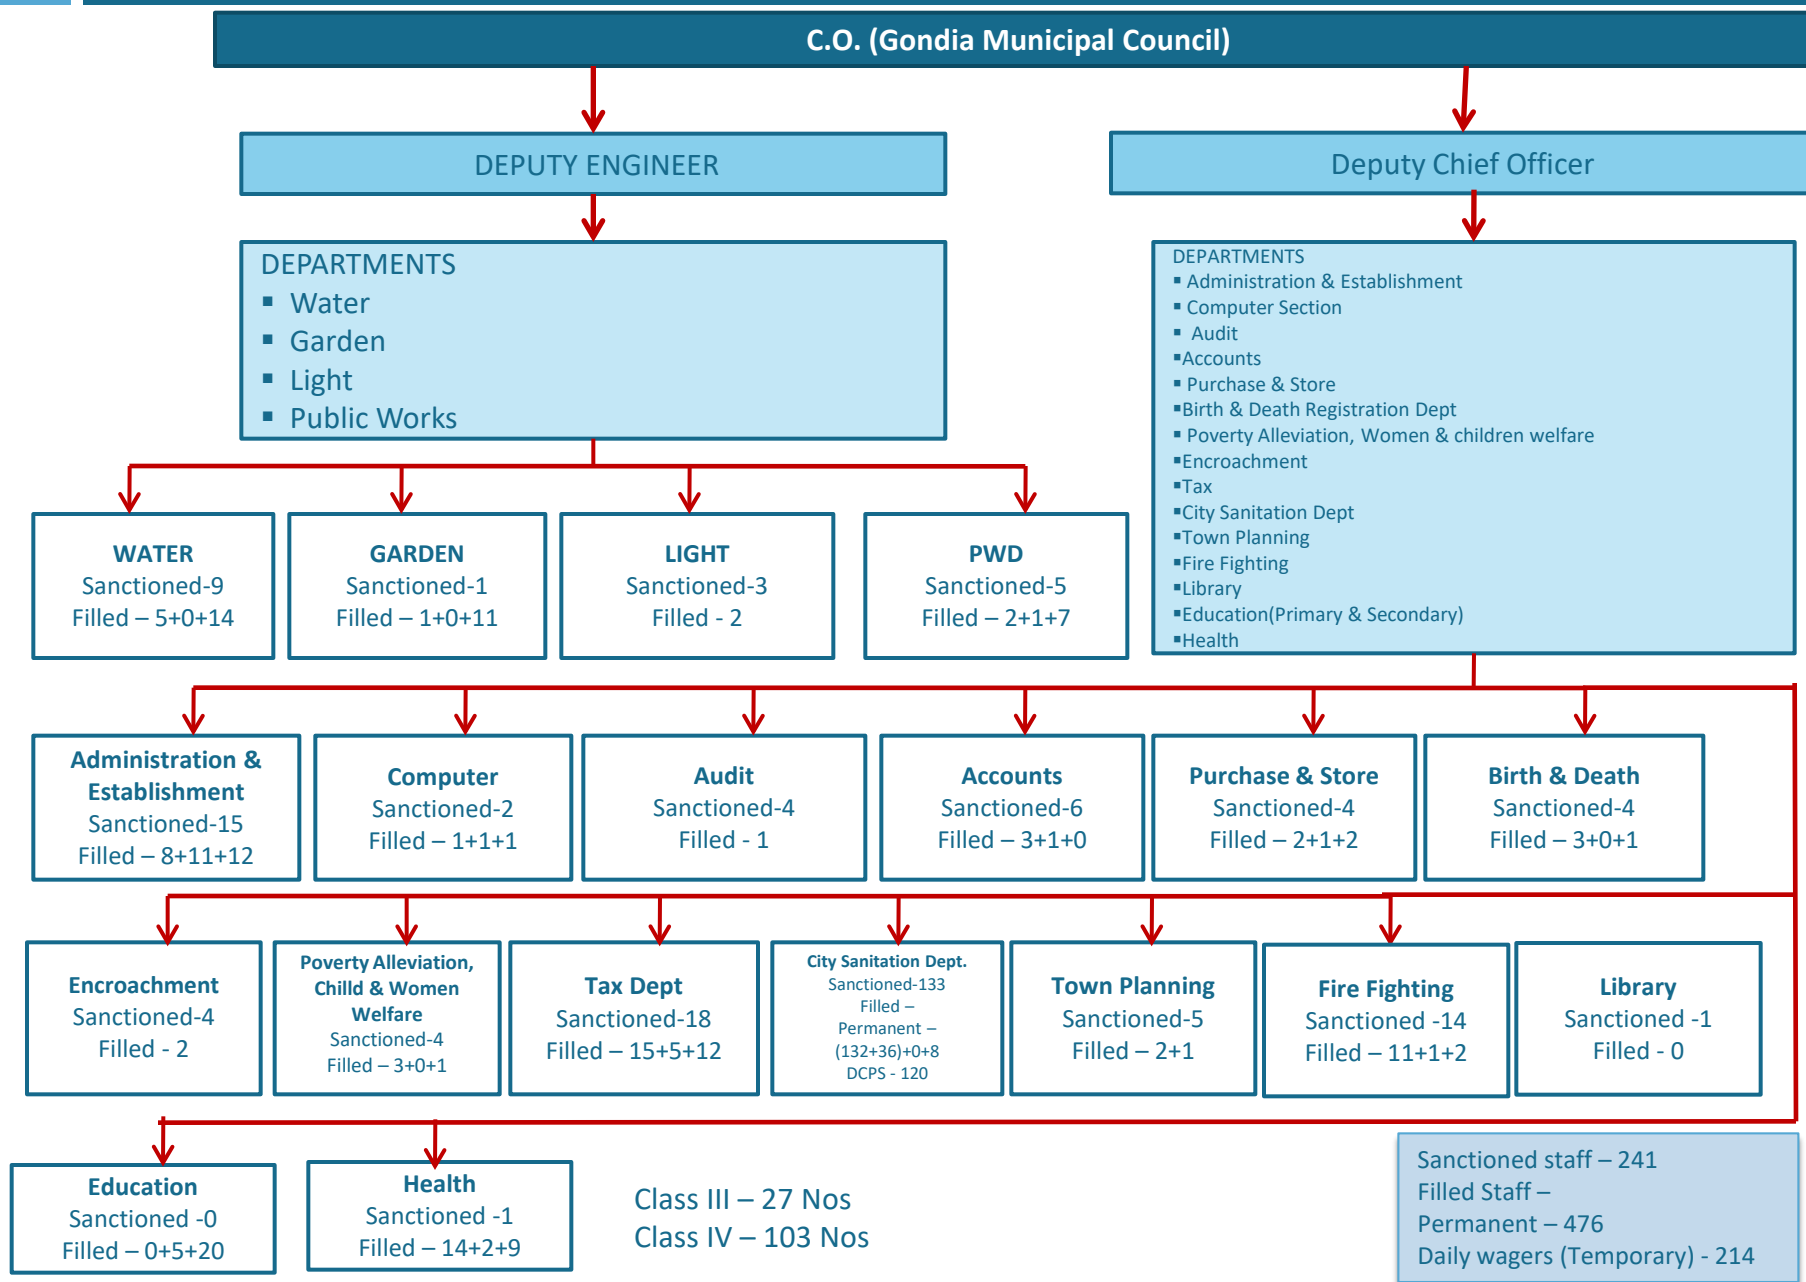 C.O. (Gondia Municipal Council)
DEPUTY ENGINEER
Deputy Chief Officer
DEPARTMENTS
▪ Water
▪ Garden
▪ Light
▪ Public Works
DEPARTMENTS
▪ Administration & Establishment
▪ Computer Section
▪ Audit
▪Accounts
▪ Purchase & Store
▪Birth & Death Registration Dept
▪ Poverty Alleviation, Women & children welfare
▪Encroachment
▪Tax
▪City Sanitation Dept
▪Town Planning
▪Fire Fighting
▪Library
▪Education(Primary & Secondary)
▪Health
WATER
Sanctioned-9
Filled – 5+0+14
GARDEN
Sanctioned-1
Filled – 1+0+11
LIGHT
Sanctioned-3
Filled - 2
PWD
Sanctioned-5
Filled – 2+1+7
Administration &
Establishment
Sanctioned-15
Filled – 8+11+12
Computer
Sanctioned-2
Filled – 1+1+1
Audit
Sanctioned-4
Filled - 1
Accounts
Sanctioned-6
Filled – 3+1+0
Purchase & Store
Sanctioned-4
Filled – 2+1+2
Birth & Death
Sanctioned-4
Filled – 3+0+1
Encroachment
Sanctioned-4
Filled - 2
Poverty Alleviation,
Chilld & Women
Welfare
Sanctioned-4
Filled – 3+0+1
Tax Dept
Sanctioned-18
Filled – 15+5+12
City Sanitation Dept.
Sanctioned-133
Filled –
Permanent –
(132+36)+0+8
DCPS - 120
Town Planning
Sanctioned-5
Filled – 2+1
Fire Fighting
Sanctioned -14
Filled – 11+1+2
Library
Sanctioned -1
Filled - 0
Education
Sanctioned -0
Filled – 0+5+20
Health
Sanctioned -1
Filled – 14+2+9
Class III – 27 Nos
Class IV – 103 Nos
Sanctioned staff – 241
Filled Staff –
Permanent – 476
Daily wagers (Temporary) - 214